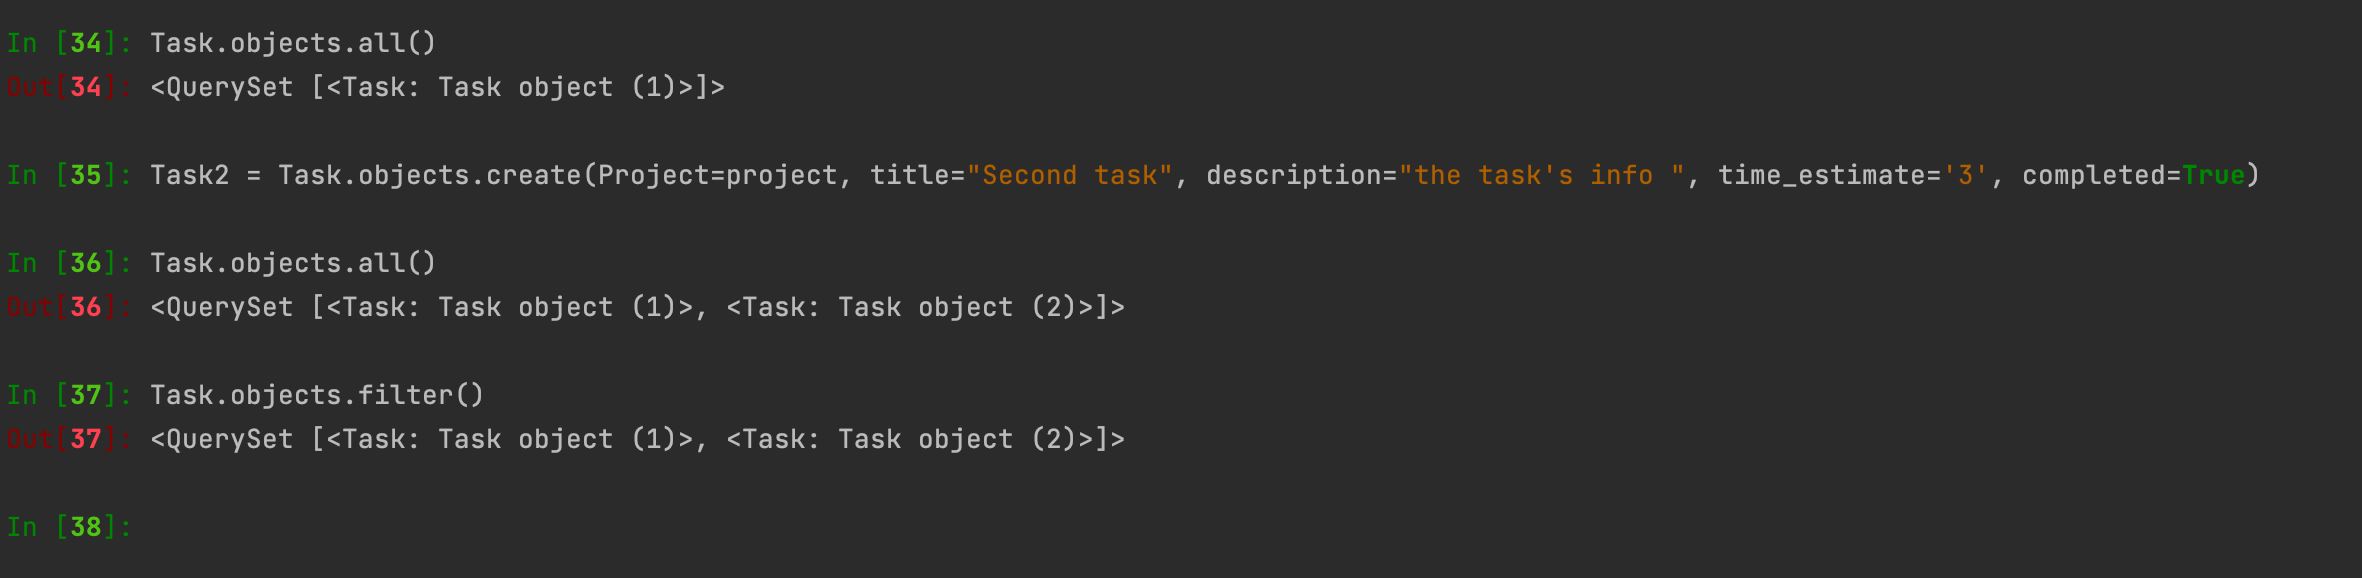 In [34]: Task.objects.all()
Out[34]: <QuerySet [<Task: Task object (1)>]>
In [35]: Task2 = Task.objects.create(Project=project, title="Second task", description="the task's info ", time_estimate='3', completed=True)
In [36]: Task.objects.all()
Out[36]: <QuerySet [<Task: Task object (1)>, <Task: Task object (2)>]>
In [37]: Task.objects.filter()
Out[37]: <QuerySet [<Task: Task object (1)>, <Task: Task object (2)>]>
In [38]: